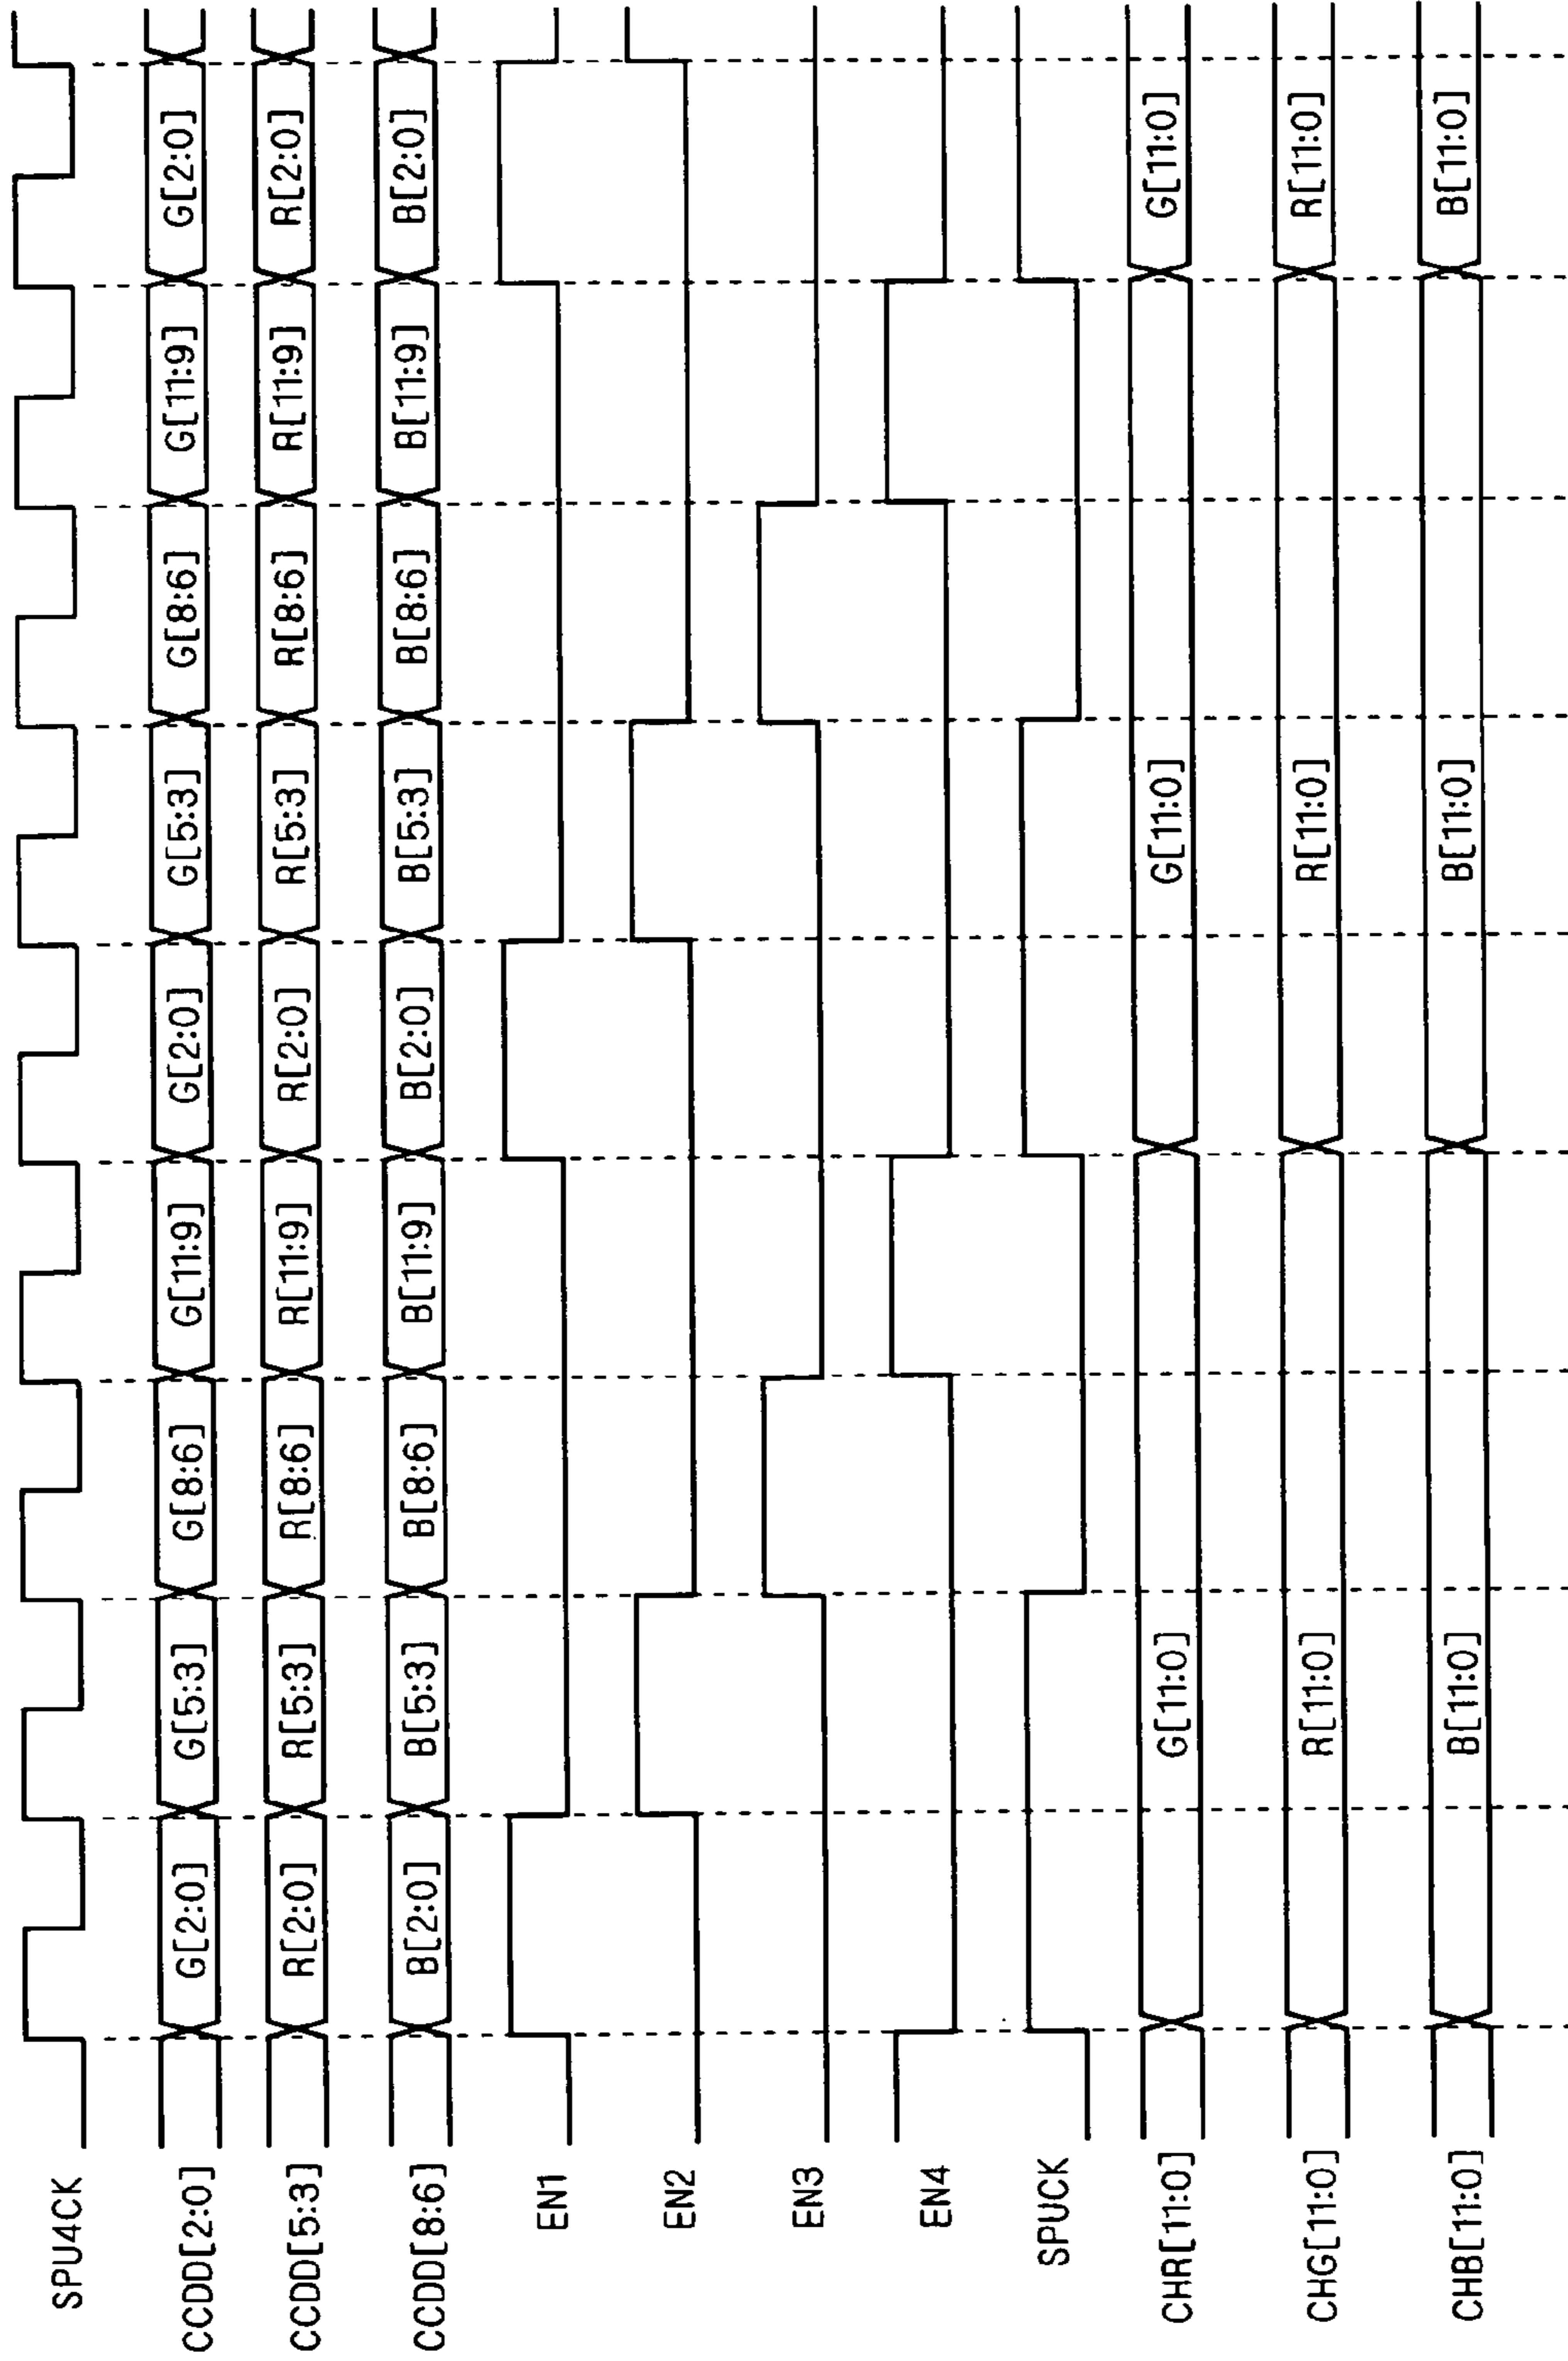 SPU4CK
CCDD[2:0] G[2:0] G[5:3] G[8:6] G[11:9] G[2:0] G[5:3] G[8:6] G[11:9] G[2:0]
CCDD[5:3] R[2:0] R[5:3] R[8:6] R[11:9] R[2:0] R[5:3] R[8:6] R[11:9] R[2:0]
CCDD[8:6] B[2:0] B[5:3] B[8:6] B[11:9] B[2:0] B[5:3] B[8:6] B[11:9] B[2:0]
EN1
EN2
EN3
EN4
SPUCK
CHR[11:0] G[11:0] G[11:0] G[11:0]
CHG[11:0] R[11:0] R[11:0] R[11:0]
CHB[11:0] B[11:0] B[11:0] B[11:0]